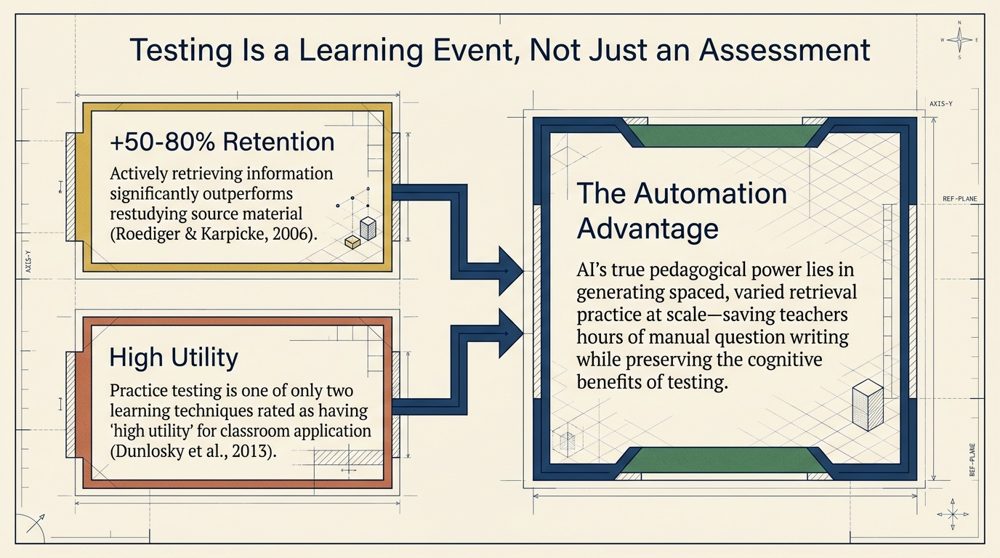 Testing Is a Learning Event, Not Just an Assessment
N
W E
S
AXIS-Y
+50-80% Retention
Actively retrieving information
significantly outperforms
restudying source material
(Roediger & Karpicke, 2006).
AXIS-Y
High Utility
Practice testing is one of only two
learning techniques rated as having
‘high utility’ for classroom application
(Dunlosky et al., 2013).
The Automation
Advantage
AI’s true pedagogical power lies in
generating spaced, varied retrieval
practice at scale—saving teachers
hours of manual question writing
while preserving the cognitive
benefits of testing.
REF-PLANE
REF-PLANE